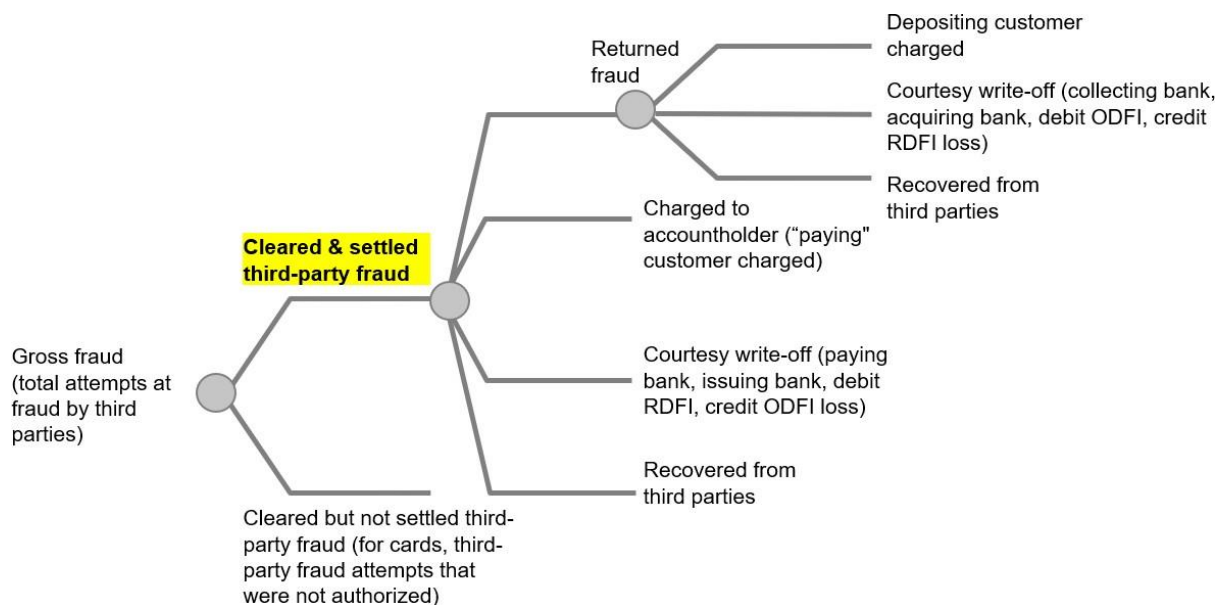 Depositing customer
charged
Returned
fraud
Courtesy write-off (collecting bank,
acquiring bank, debit ODFI, credit
RDFI loss)
Recovered from
third parties
Charged to
accountholder (“paying"
customer charged)
Cleared & settled
third-party fraud
Gross fraud
(total attempts at
fraud by third
parties)
Courtesy write-off (paying
bank, issuing bank, debit
RDFI, credit ODFI loss)
Recovered from
third parties
Cleared but not settled third-
party fraud (for cards, third-
party fraud attempts that
were not authorized)